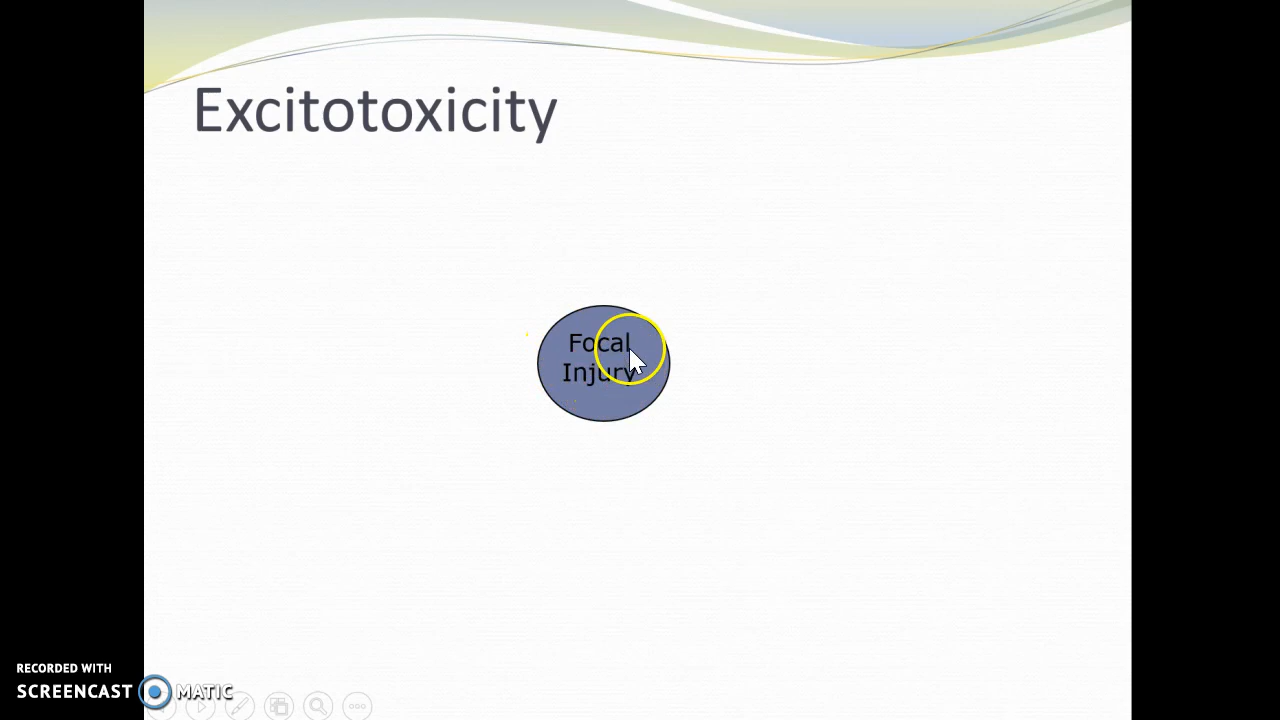 Excitotoxicity
Focal
Injury
RECORDED WITH
SCREENCAST MATIC